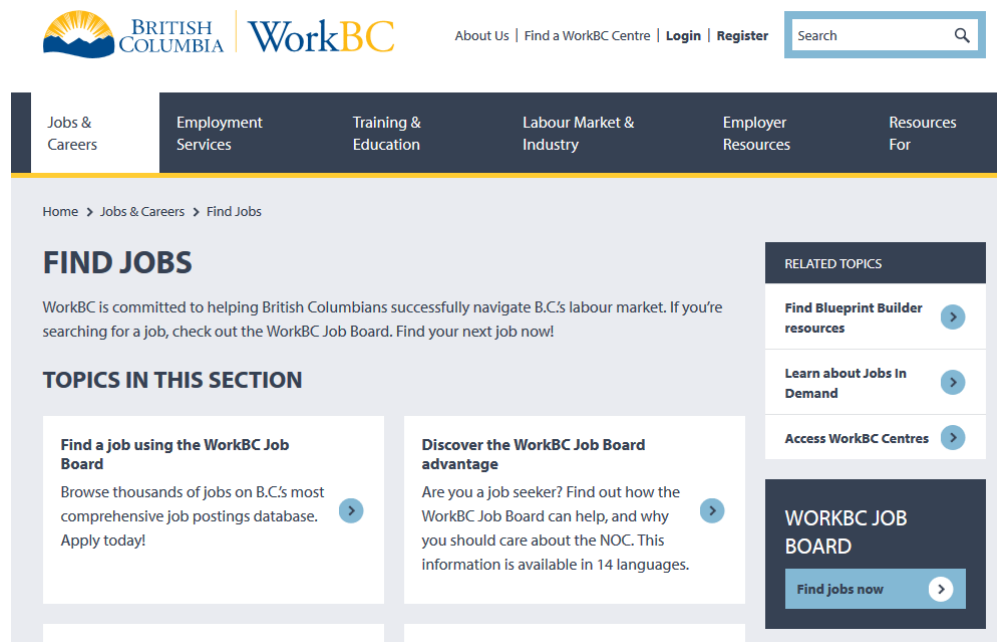 BRITISH
COLUMBIA
WorkBC
About Us | Find a WorkBC Centre | Login | Register
Search
Jobs &
Careers
Employment
Services
Training &
Education
Labour Market &
Industry
Employer
Resources
Resources
For
Home > Jobs & Careers > Find Jobs
FIND JOBS
WorkBC is committed to helping British Columbians successfully navigate B.C.'s labour market. If you're
searching for a job, check out the WorkBC Job Board. Find your next job now!
TOPICS IN THIS SECTION
Find a job using the WorkBC Job
Board
Browse thousands of jobs on B.C.'s most
comprehensive job postings database.
Apply today!
Discover the WorkBC Job Board
advantage
Are you a job seeker? Find out how the
WorkBC Job Board can help, and why
you should care about the NOC. This
information is available in 14 languages.
RELATED TOPICS
Find Blueprint Builder
resources
Learn about Jobs In
Demand
Access WorkBC Centres
WORKBC JOB
BOARD
Find jobs now